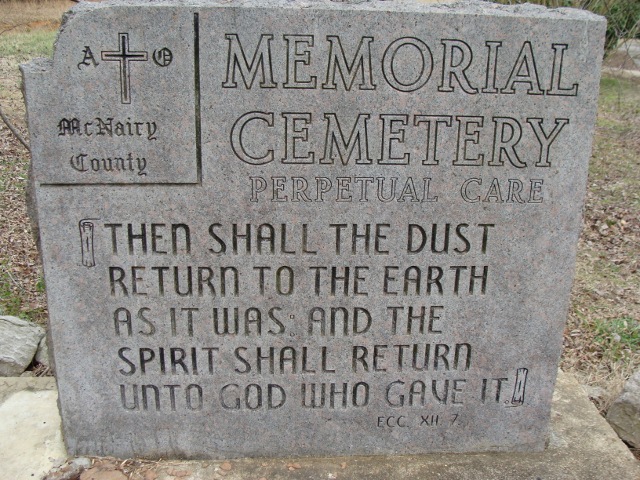 A O
McNairy
County
MEMORIAL
CEMETERY
PERPETUAL CARE
THEN SHALL THE DUST
RETURN TO THE EARTH
AS IT WAS: AND THE
SPIRIT SHALL RETURN
UNTO GOD WHO GAVE IT.
ECC. XII. 7.